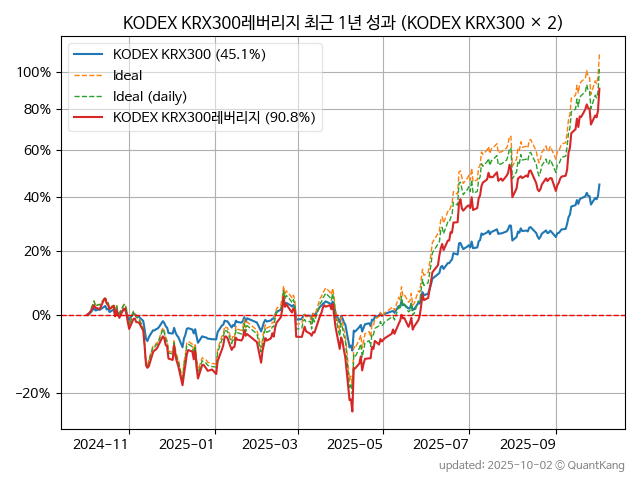 KODEX KRX300레버리지 최근 1년 성과 (KODEX KRX300 × 2)
KODEX KRX300 (45.1%)
Ideal
Ideal (daily)
KODEX KRX300레버리지 (90.8%)
100%
80%
60%
40%
20%
0%
−20%
2024−11
2025−01
2025−03
2025−05
2025−07
2025−09
updated: 2025-10-02 © QuantKang